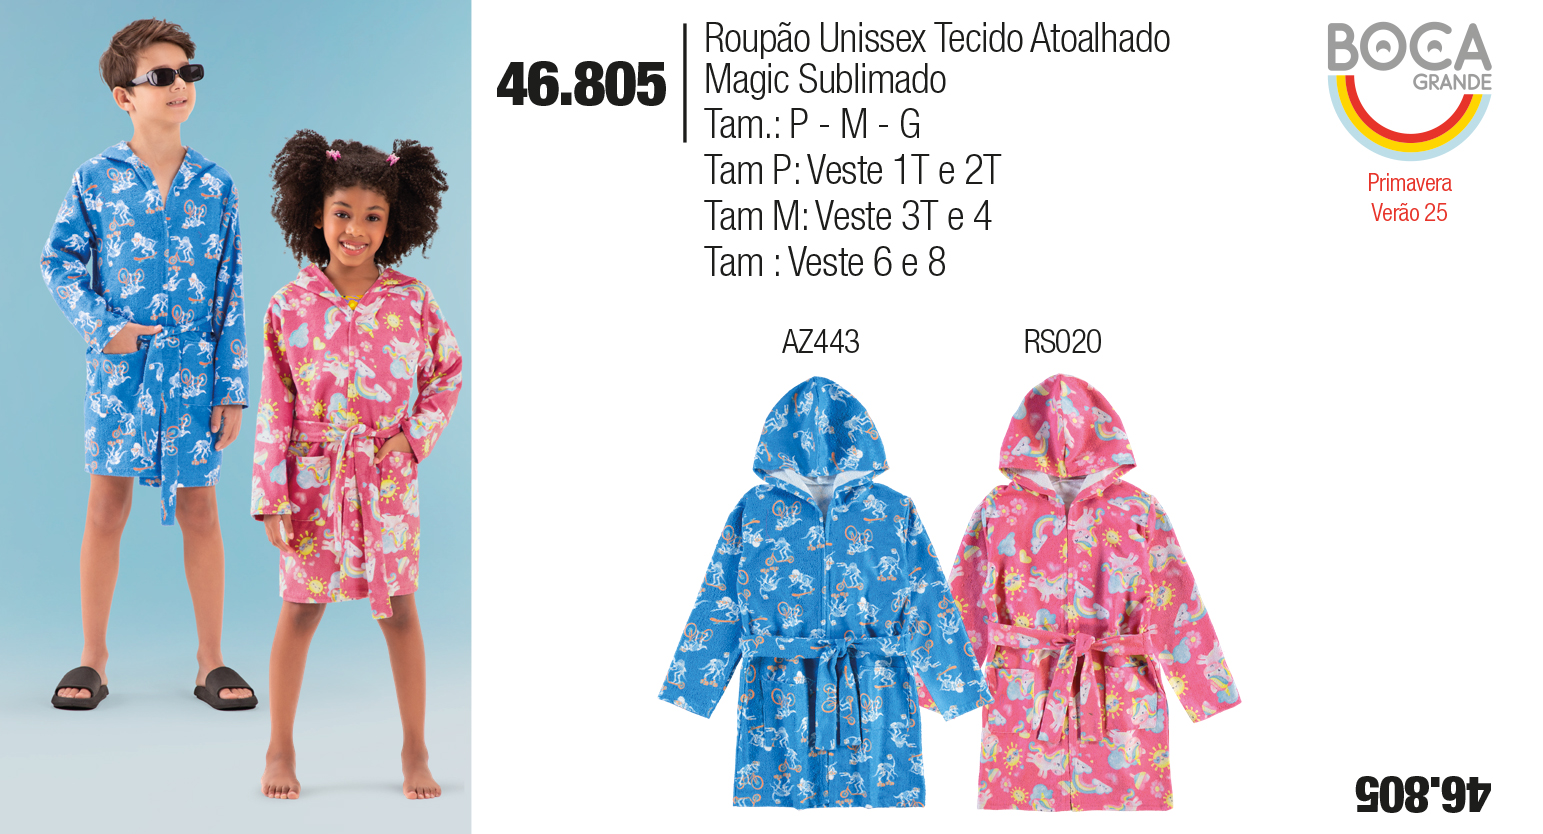 46.805
Roupão Unissex Tecido Atoalhado
Magic Sublimado
Tam.: P - M - G
Tam P: Veste 1T e 2T
Tam M: Veste 3T e 4
Tam : Veste 6 e 8
BOCA
GRANDE
Primavera
Verão 25
AZ443
RS020
46.805